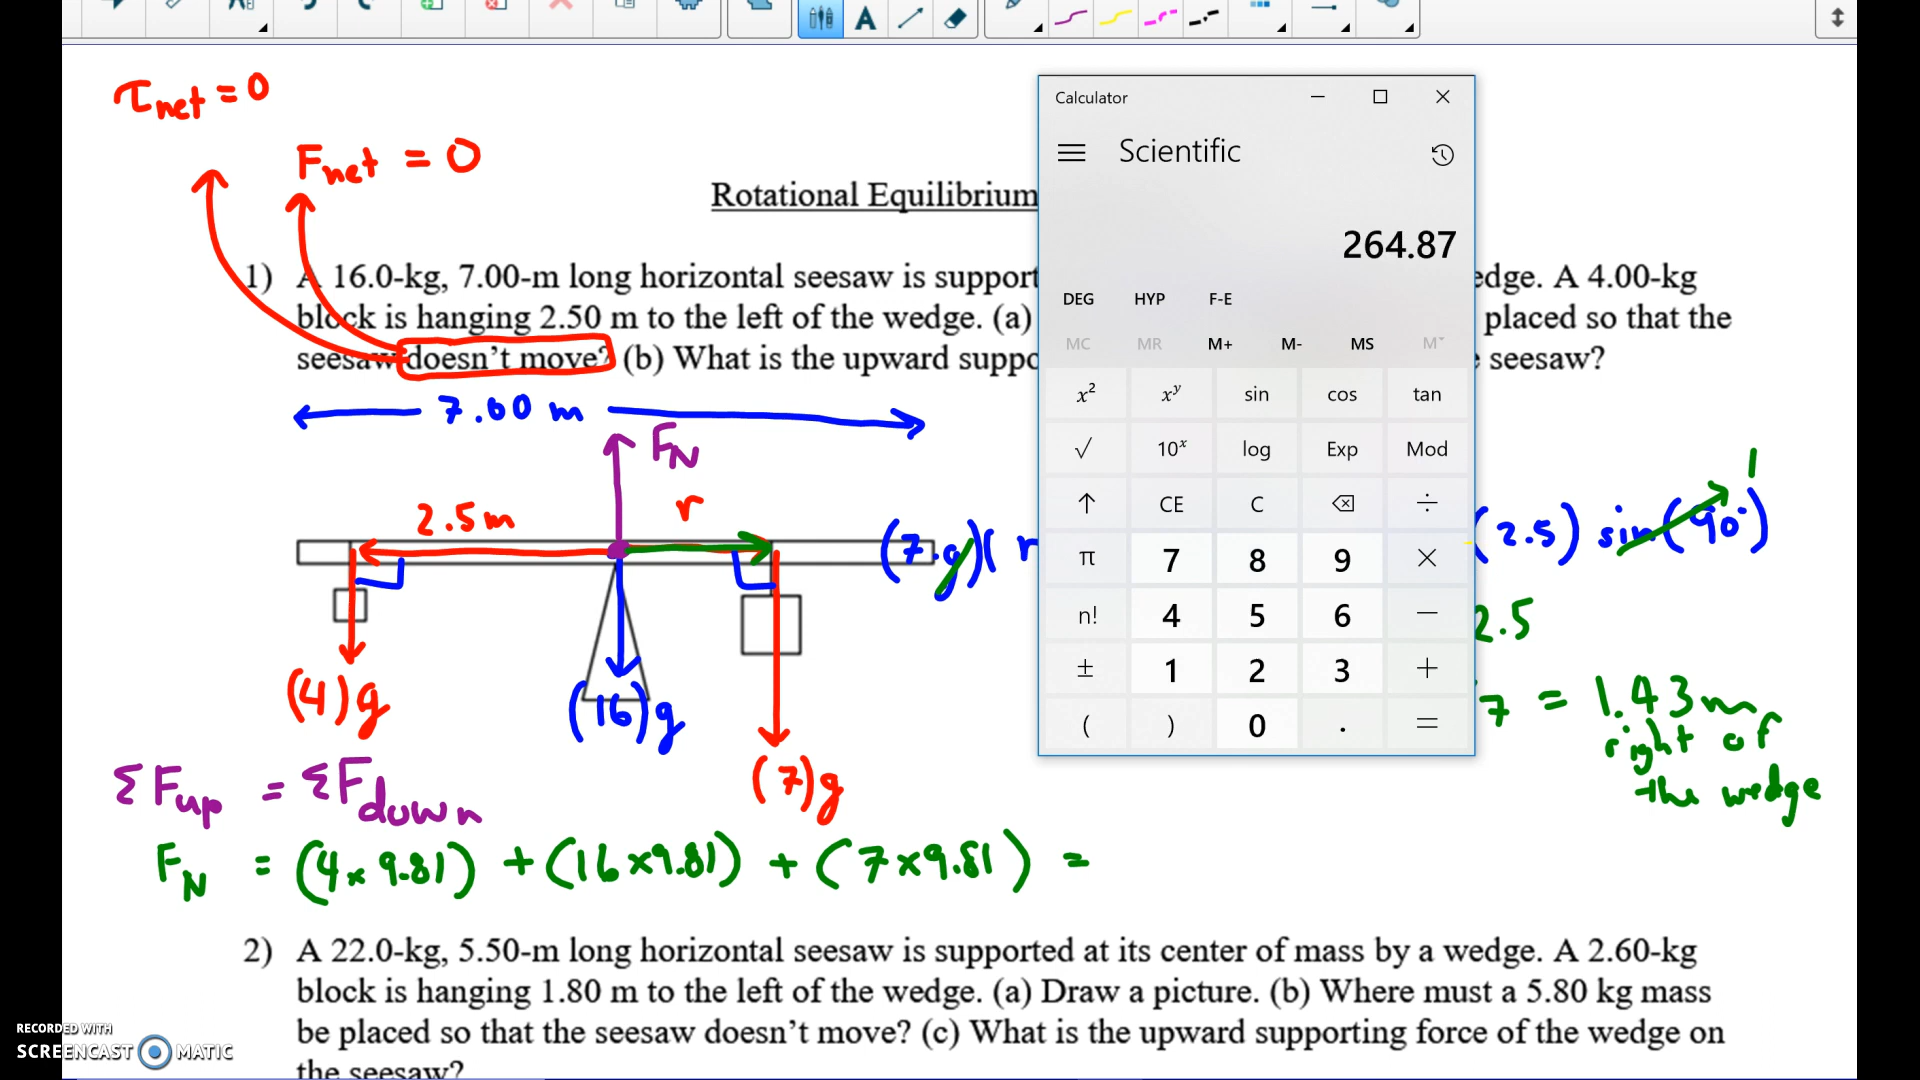 A
τnet = 0
Fnet = 0
Rotational Equilibrium
1) A 16.0-kg, 7.00-m long horizontal seesaw is support edge. A 4.00-kg
block is hanging 2.50 m to the left of the wedge. (a) placed so that the
seesaw doesn't move? (b) What is the upward suppo seesaw?
7.00 m
FN
2.5m
r
(7·g)( r (2.5) sin(90°) 1
2.5
7 = 1.43m
right of
the wedge
(4)g
(16)g
(7)g
ΣFup = ΣFdown
FN = (4×9.81) + (16×9.81) + (7×9.81) =
Calculator
Scientific
264.87
DEG HYP F-E
MC MR M+ M- MS M˅
x² xʸ sin cos tan
√ 10ˣ log Exp Mod
↑ CE C ⌫ ÷
π 7 8 9 ×
n! 4 5 6 −
± 1 2 3 +
( ) 0 . =
2) A 22.0-kg, 5.50-m long horizontal seesaw is supported at its center of mass by a wedge. A 2.60-kg
block is hanging 1.80 m to the left of the wedge. (a) Draw a picture. (b) Where must a 5.80 kg mass
be placed so that the seesaw doesn't move? (c) What is the upward supporting force of the wedge on
the seesaw?
RECORDED WITH
SCREENCAST MATIC